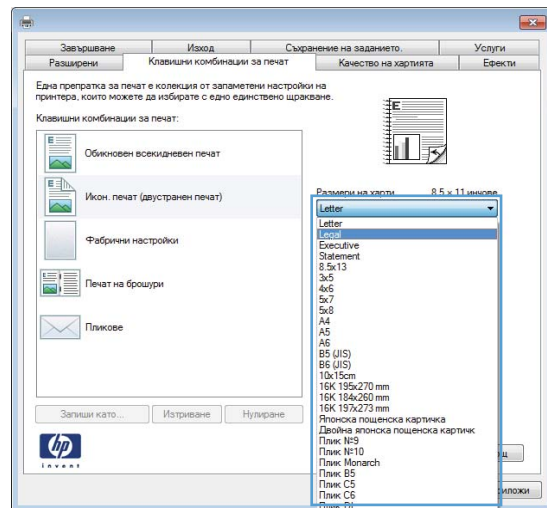 Завършване Изход Съхранение на заданието. Услуги
Разширени Клавишни комбинации за печат Качество на хартията Ефекти
Една препратка за печат е колекция от запаметени настройки на
принтера, които можете да избирате с едно единствено щракване.
Клавишни комбинации за печат:
E
Обикновен всекидневен печат
Икон. печат (двустранен печат)
Фабрични настройки
Печат на брошури
Пликове
Размери на харти 8.5 × 11 инчове
Letter
Letter
Legal
Executive
Statement
8.5x13
3x5
4x6
5x7
5x8
A4
A5
A6
B5 (JIS)
B6 (JIS)
10x15cm
16K 195x270 mm
16K 184x260 mm
16K 197x273 mm
Японска пощенска картичка
Двойна японска пощенска картичк
Плик №9
Плик №10
Плик Monarch
Плик B5
Плик C5
Плик C6
Запиши като... Изтриване Нулиране
hp
invent